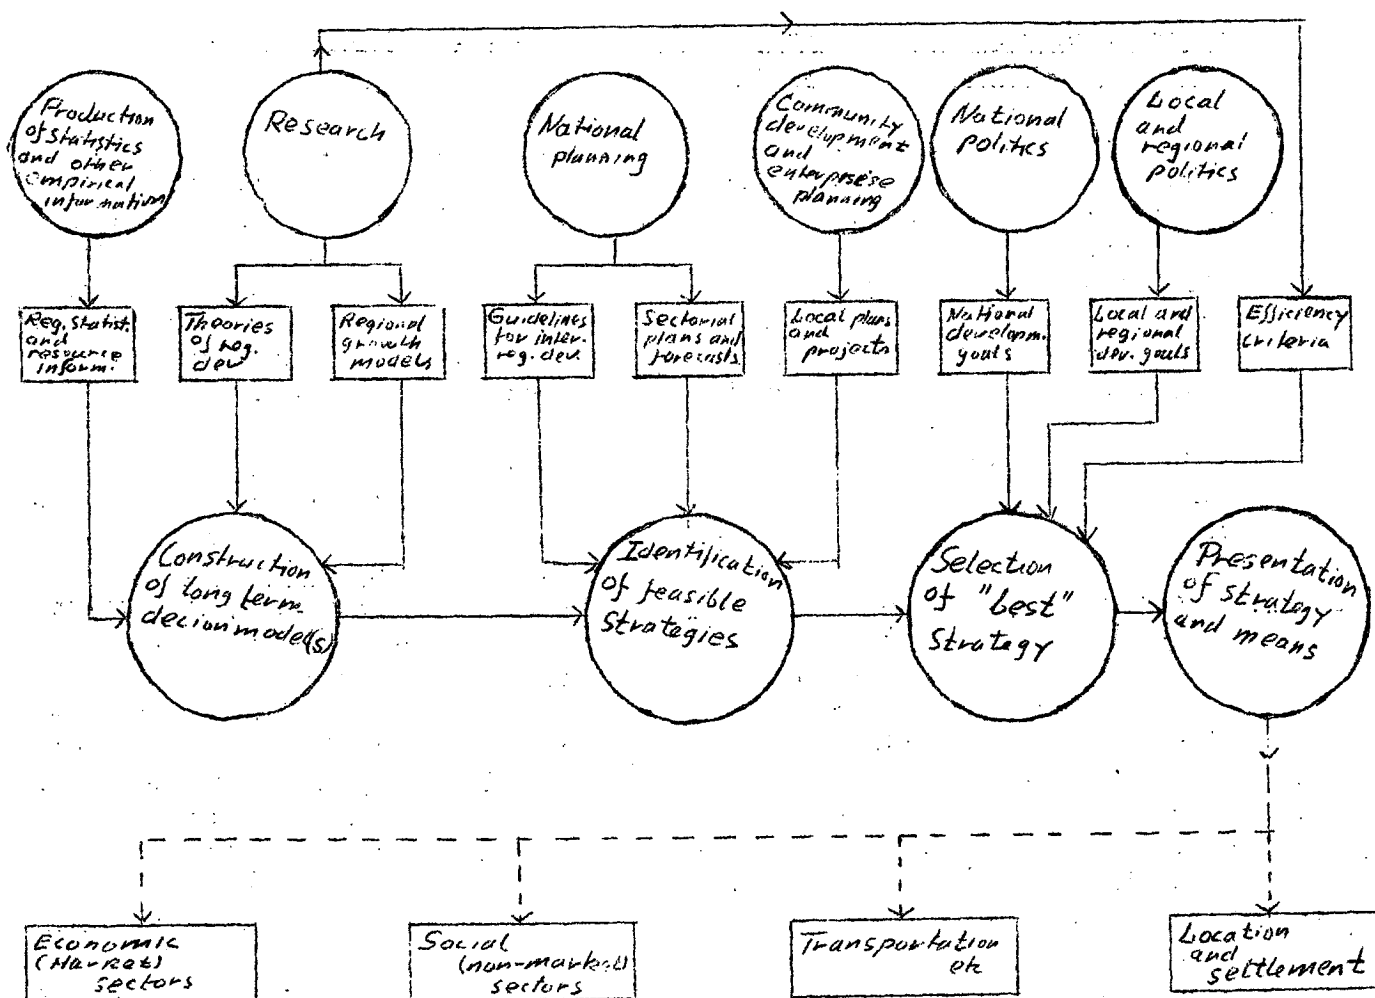 Production
of statistics
and other
empirical
information
Research
National
planning
Community
development
and
enterprise
planning
National
politics
Local
and
regional
politics
Reg. Statist.
and
resource
inform.
Theories
of reg.
dev
Regional
growth
models
Guidelines
for inter.
reg. dev.
Sectorial
plans and
forecasts
Local plans
and
projects
National
developm.
goals
Local and
regional
dev. goals
Efficiency
criteria
Construction
of long term
decionmodel(s)
Identification
of feasible
strategies
Selection
of "best"
strategy
Presentation
of strategy
and means
Economic
(Market)
sectors
Social
(non-market)
sectors
Transportation
etc
Location
and
settlement